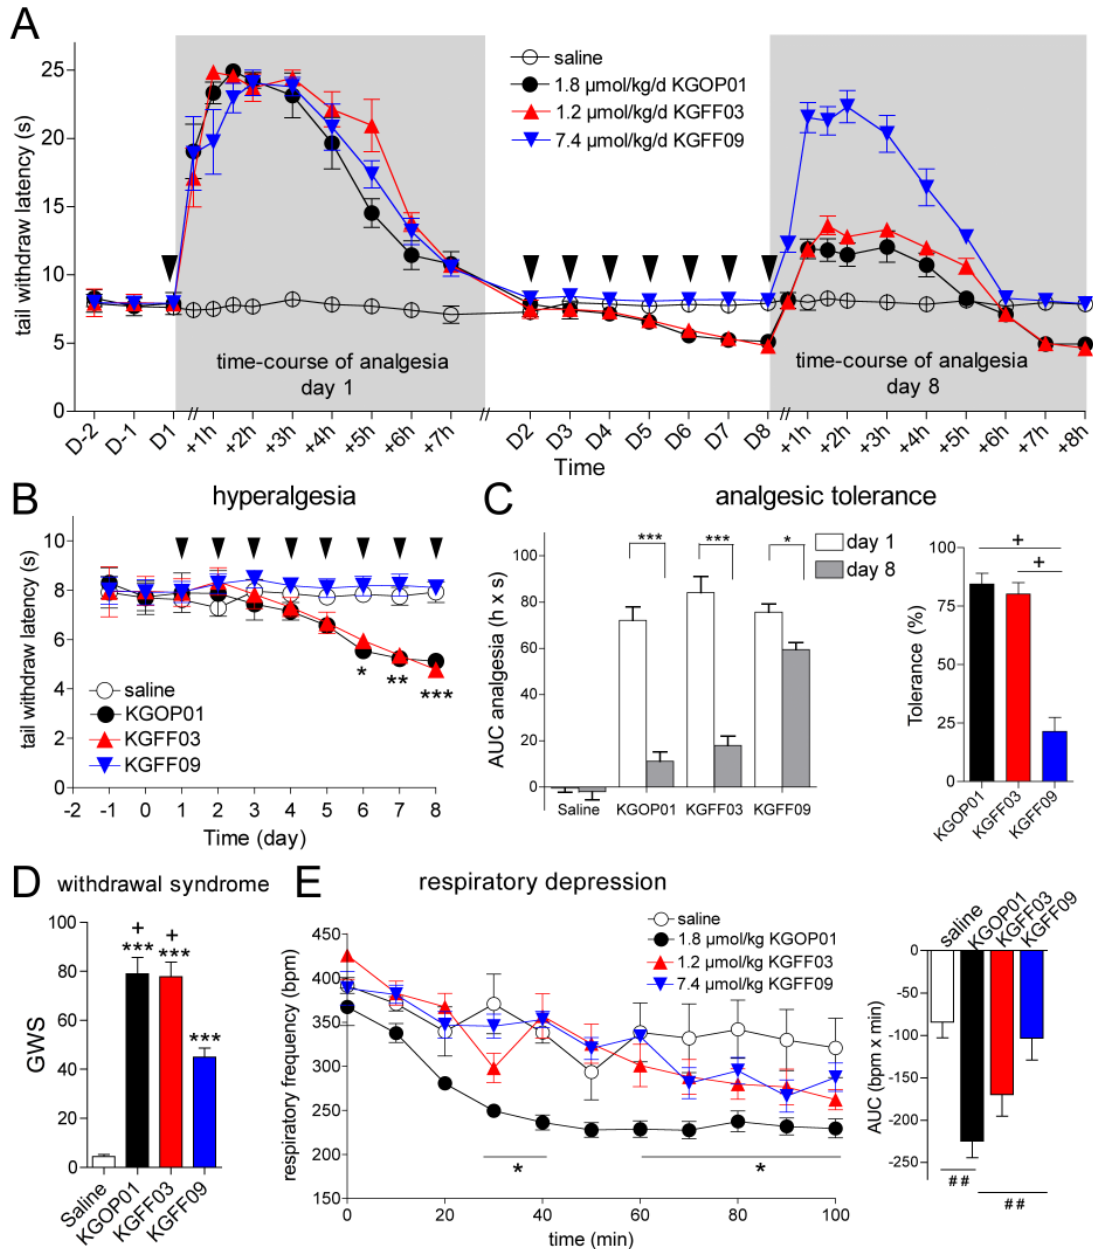 A
25
20
15
10
5
0
tail withdraw latency (s)
saline
1.8 µmol/kg/d KGOP01
1.2 µmol/kg/d KGFF03
7.4 µmol/kg/d KGFF09
time-course of analgesia
day 1
time-course of analgesia
day 8
D-2 D-1 D1 // +1h +2h +3h +4h +5h +6h +7h // D2 D3 D4 D5 D6 D7 D8 // +1h +2h +3h +4h +5h +6h +7h +8h
Time
B hyperalgesia
10
8
6
4
2
0
tail withdraw latency (s)
* ** ***
saline
KGOP01
KGFF03
KGFF09
-2 -1 0 1 2 3 4 5 6 7 8
Time (day)
C analgesic tolerance
100
80
60
40
20
0
AUC analgesia (h x s)
*** *** *
day 1
day 8
Saline KGOP01 KGFF03 KGFF09
100
75
50
25
0
Tolerance (%)
+
+
KGOP01 KGFF03 KGFF09
D withdrawal syndrome
100
80
60
40
20
0
GWS
+ +
*** *** ***
Saline KGOP01 KGFF03 KGFF09
E respiratory depression
450
400
350
300
250
200
150
respiratory frequency (bpm)
saline
1.8 µmol/kg KGOP01
1.2 µmol/kg KGFF03
7.4 µmol/kg KGFF09
* *
0 20 40 60 80 100
time (min)
saline KGOP01 KGFF03 KGFF09
0
-50
-100
-150
-200
-250
AUC (bpm x min)
##
##